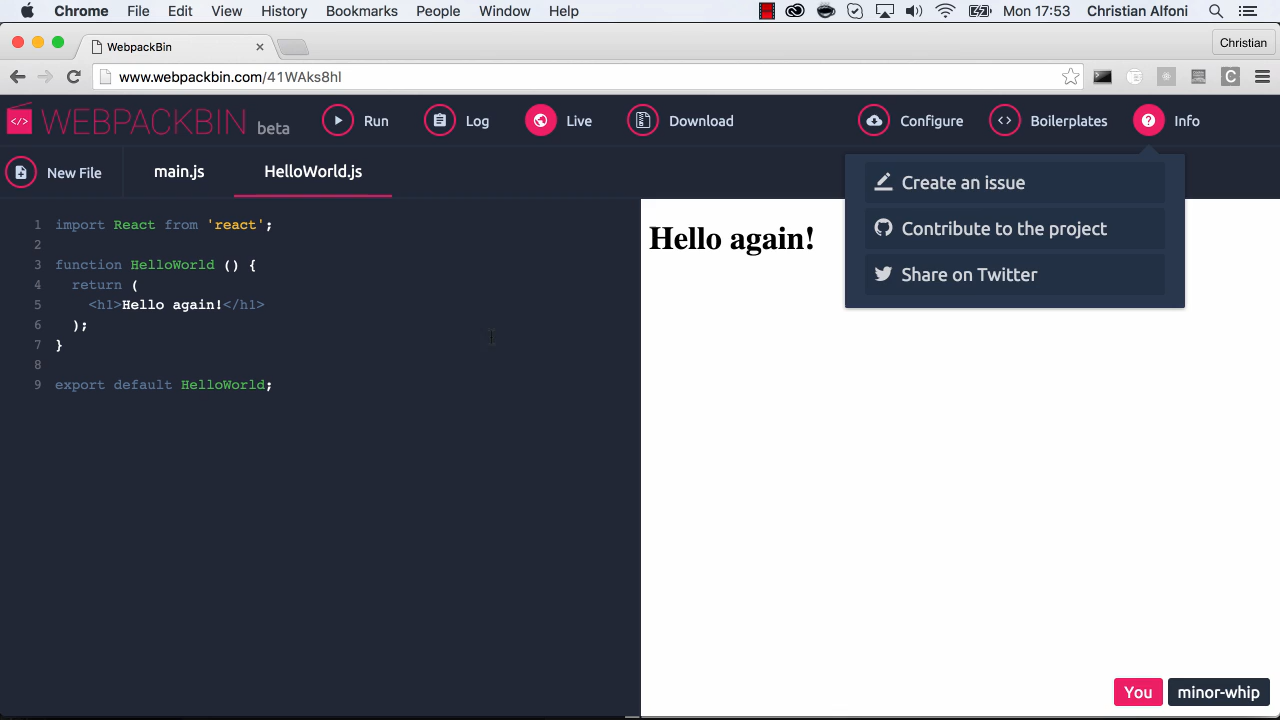 Chrome File Edit View History Bookmarks People Window Help Mon 17:53 Christian Alfoni
WebpackBin Christian
www.webpackbin.com/41WAks8hl
</> WEBPACKBIN beta Run Log Live Download Configure Boilerplates Info
New File main.js HelloWorld.js
Create an issue
Contribute to the project
Share on Twitter
1 import React from 'react';
2
3 function HelloWorld () {
4 return (
5 <h1>Hello again!</h1>
6 );
7 }
8
9 export default HelloWorld;
Hello again!
You minor-whip